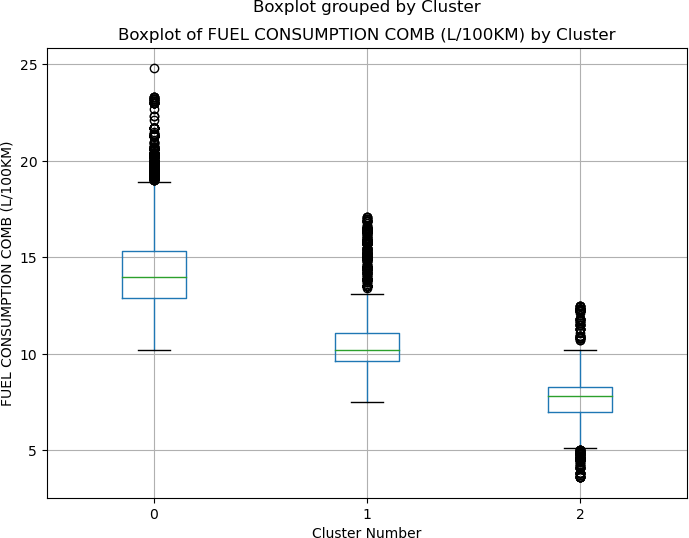 Boxplot grouped by Cluster
Boxplot of FUEL CONSUMPTION COMB (L/100KM) by Cluster
FUEL CONSUMPTION COMB (L/100KM)
25
20
15
10
5
0 1 2
Cluster Number